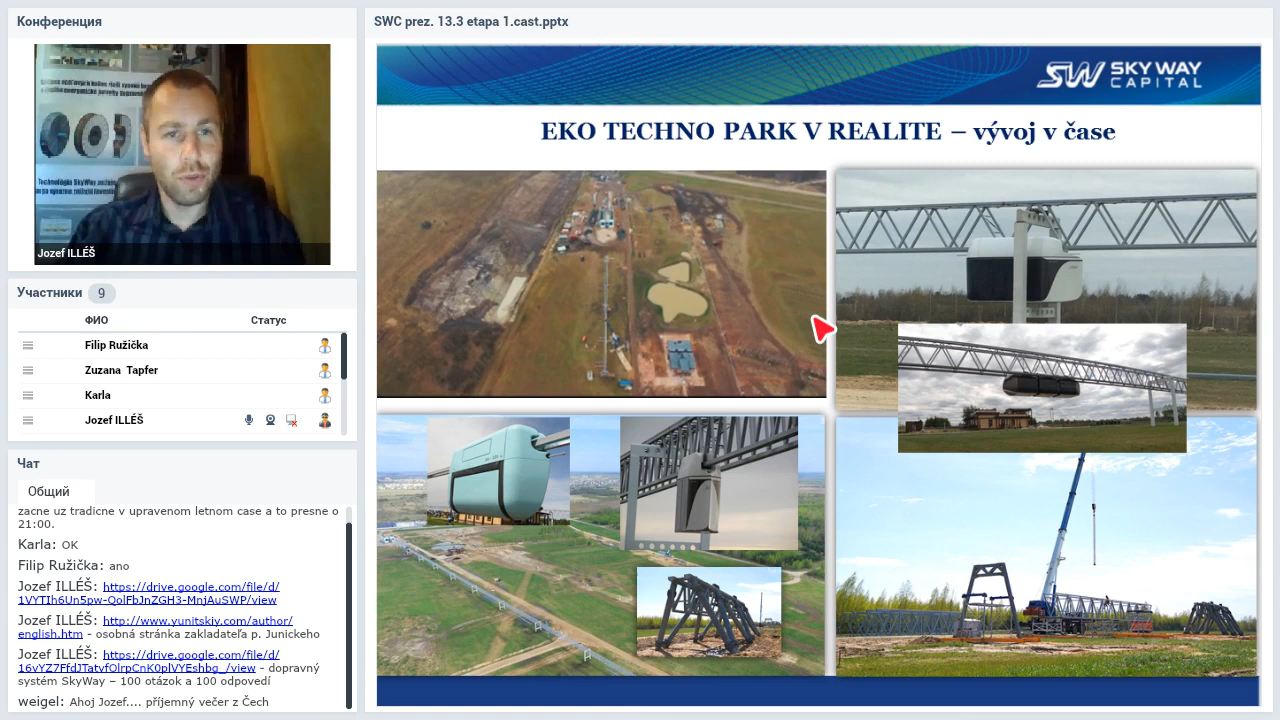 Конференция
Technológia SkyWay
Jozef ILLÉŠ
Участники 9
ФИО Статус
Filip Ružička
Zuzana Tapfer
Karla
Jozef ILLÉŠ
Чат
Общий
zacne uz tradicne v upravenom letnom case a to presne o
21:00.
Karla: OK
Filip Ružička: ano
Jozef ILLÉŠ: https://drive.google.com/file/d/
1VYTIh6Un5pw-QolFbJnZGH3-MnjAuSWP/view
Jozef ILLÉŠ: http://www.yunitskiy.com/author/
english.htm - osobná stránka zakladateľa p. Junickeho
Jozef ILLÉŠ: https://drive.google.com/file/d/
16vYZ7FfdJTatvfOlrpCnK0plVYEshbg_/view - dopravný
systém SkyWay – 100 otázok a 100 odpovedí
weigel: Ahoj Jozef.... příjemný večer z Čech
SWC prez. 13.3 etapa 1.cast.pptx
SW SKY WAY
CAPITAL
EKO TECHNO PARK V REALITE – vývoj v čase